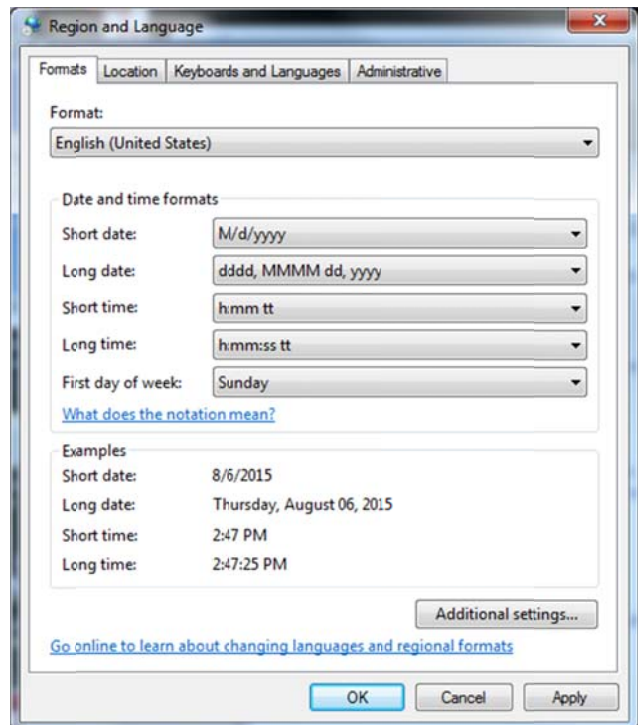 Region and Language
Formats Location Keyboards and Languages Administrative
Format:
English (United States)
Date and time formats
Short date: M/d/yyyy
Long date: dddd, MMMM dd, yyyy
Short time: h:mm tt
Long time: h:mm:ss tt
First day of week: Sunday
What does the notation mean?
Examples
Short date: 8/6/2015
Long date: Thursday, August 06, 2015
Short time: 2:47 PM
Long time: 2:47:25 PM
Additional settings...
Go online to learn about changing languages and regional formats
OK Cancel Apply